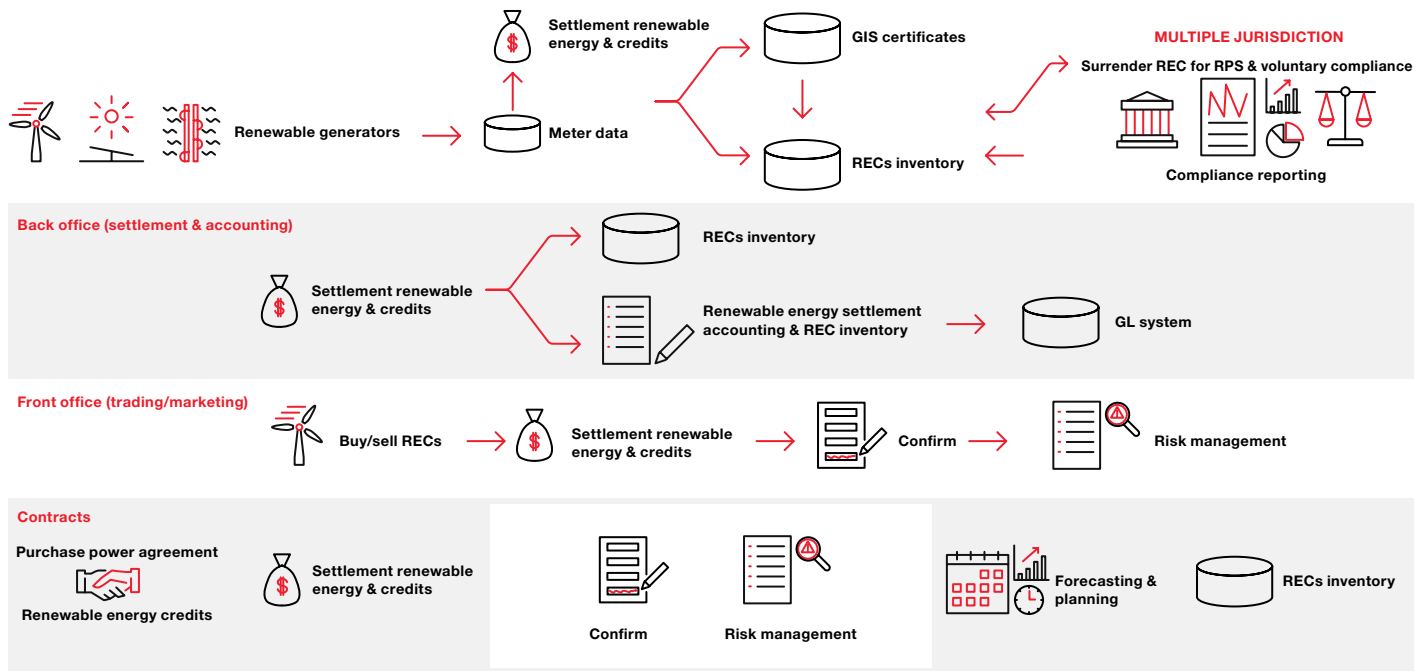 Settlement renewable
energy & credits
GIS certificates
MULTIPLE JURISDICTION
Surrender REC for RPS & voluntary compliance
Renewable generators
Meter data
RECs inventory
Compliance reporting
Back office (settlement & accounting)
RECs inventory
Settlement renewable
energy & credits
Renewable energy settlement
accounting & REC inventory
GL system
Front office (trading/marketing)
Buy/sell RECs
Settlement renewable
energy & credits
Confirm
Risk management
Contracts
Purchase power agreement
Renewable energy credits
Settlement renewable
energy & credits
Confirm
Risk management
Forecasting &
planning
RECs inventory